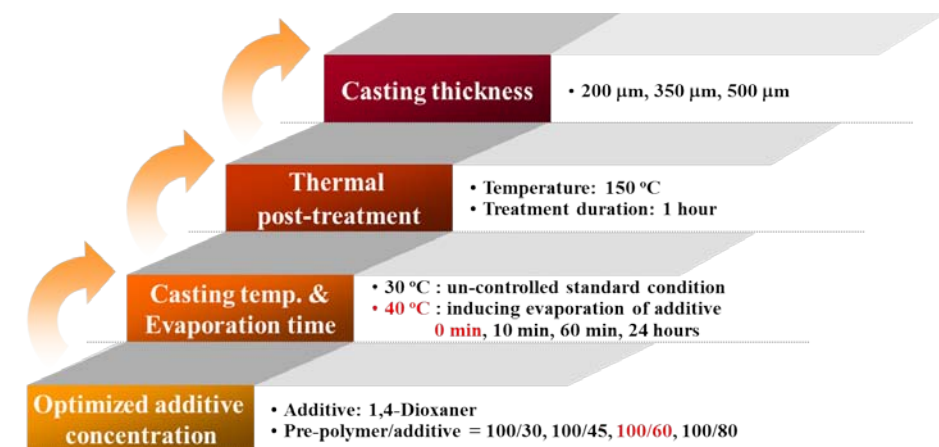 Casting thickness
• 200 μm, 350 μm, 500 μm
Thermal
post-treatment
• Temperature: 150 ºC
• Treatment duration: 1 hour
Casting temp. &
Evaporation time
• 30 ºC : un-controlled standard condition
• 40 ºC : inducing evaporation of additive
0 min, 10 min, 60 min, 24 hours
Optimized additive
concentration
• Additive: 1,4-Dioxaner
• Pre-polymer/additive = 100/30, 100/45, 100/60, 100/80